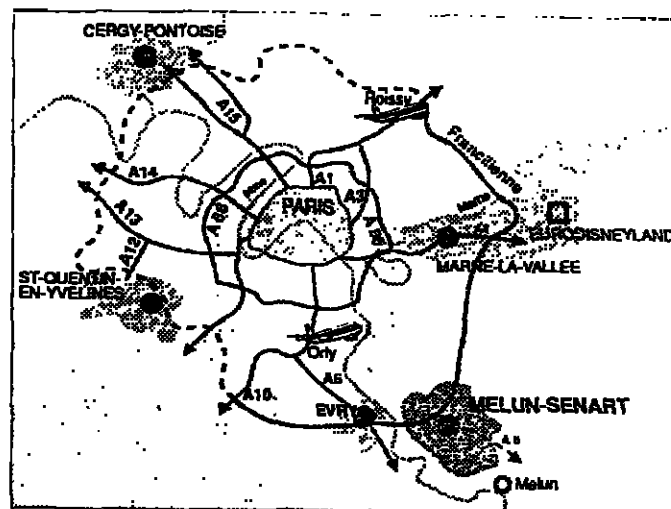 CERGY-PONTOISE
Roissy
A15
Francilienne
A14
A1
A3
Marne
A13
A86
PARIS
A86
A12
EURODISNEYLAND
MARNE-LA-VALLEE
ST-QUENTIN-
EN-YVELINES
Orly
A6
A10
EVRY
MELUN-SENART
Melun